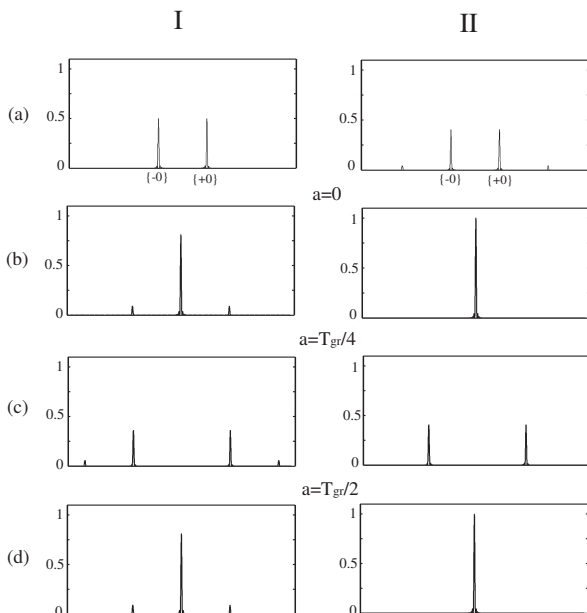 I II
(a) 1 0.5 0 {-0} {+0} 1 0.5 0 {-0} {+0}
a=0
(b) 1 0.5 0 1 0.5 0
a=Tgr/4
(c) 1 0.5 0 1 0.5 0
a=Tgr/2
(d) 1 0.5 0 1 0.5 0